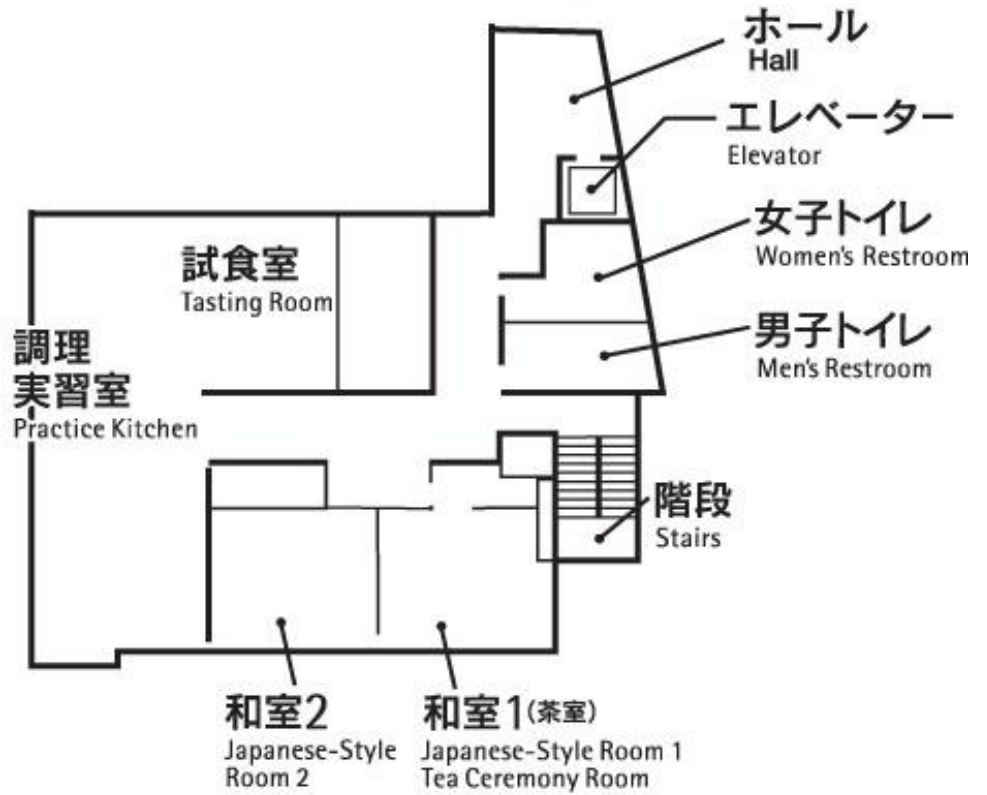 ホール
Hall
エレベーター
Elevator
女子トイレ
Women's Restroom
男子トイレ
Men's Restroom
試食室
Tasting Room
調理
実習室
Practice Kitchen
階段
Stairs
和室2
Japanese-Style
Room 2
和室1(茶室)
Japanese-Style Room 1
Tea Ceremony Room